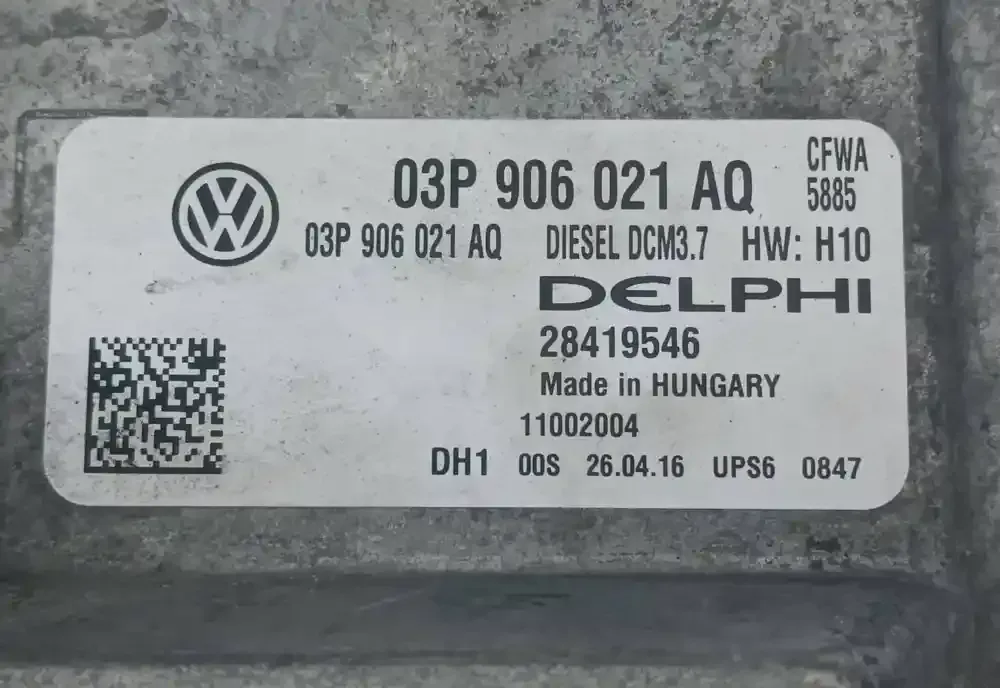 03P 906 021 AQ
CFWA
5885
03P 906 021 AQ DIESEL DCM3.7 HW: H10
DELPHI
28419546
Made in HUNGARY
11002004
DH1 00S 26.04.16 UPS6 0847